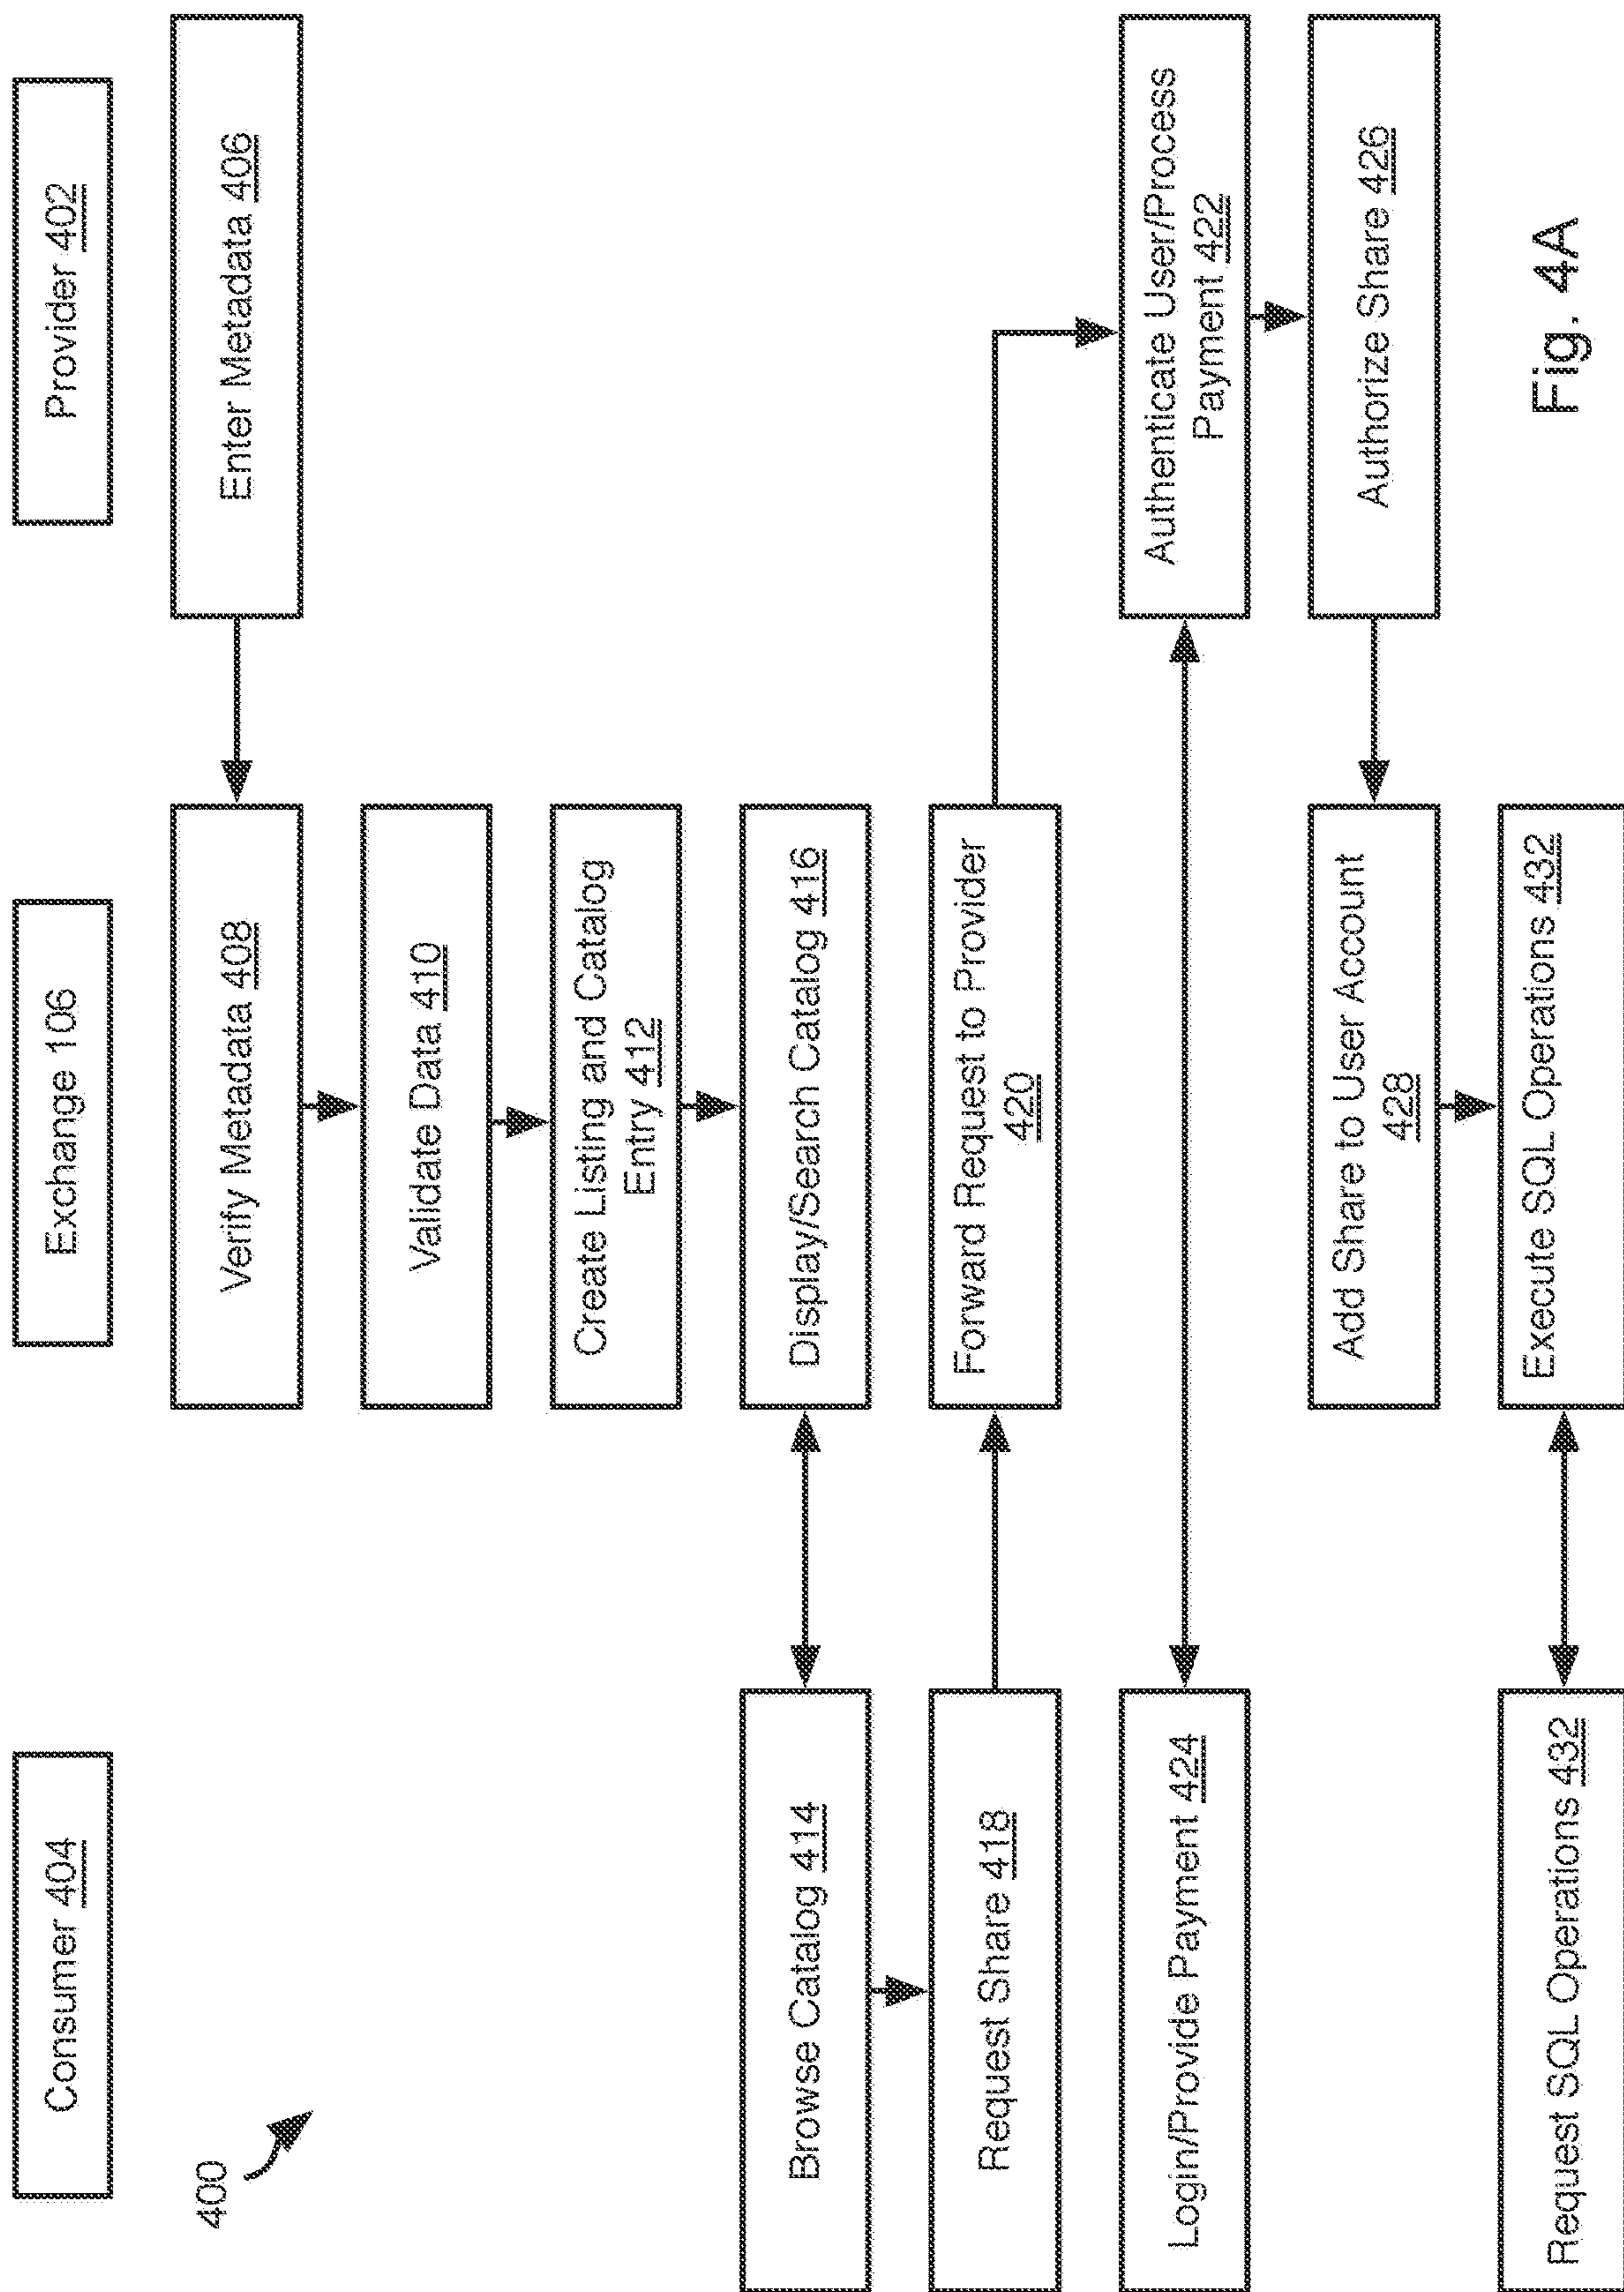 400
Consumer 404
Exchange 106
Provider 402
Enter Metadata 406
Verify Metadata 408
Validate Data 410
Create Listing and Catalog
Entry 412
Browse Catalog 414
Display/Search Catalog 416
Request Share 418
Forward Request to Provider
420
Login/Provide Payment 424
Authenticate User/Process
Payment 422
Add Share to User Account
428
Authorize Share 426
Request SQL Operations 432
Execute SQL Operations 432
Fig. 4A